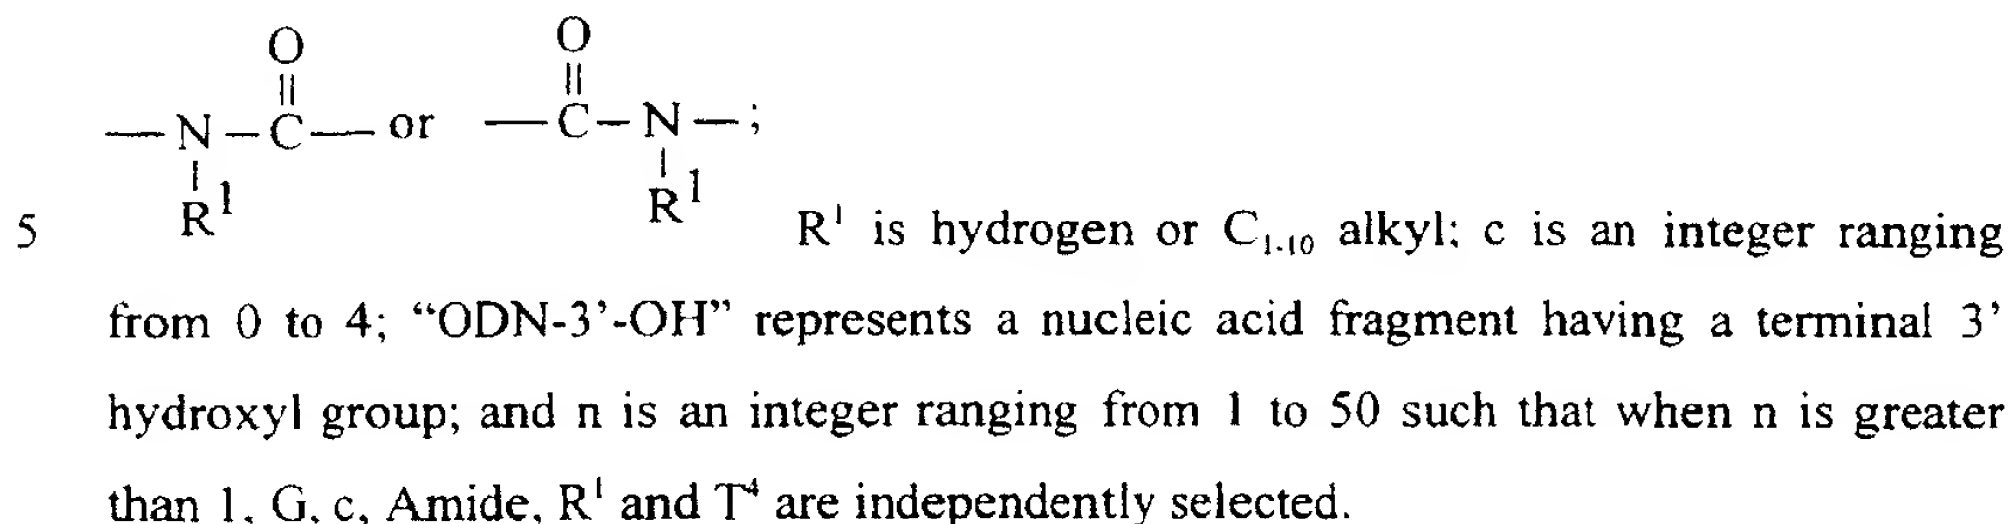 O O
|| ||
—N—C— or —C—N—;
| |
R¹ R¹
5 R¹ is hydrogen or C₁₋₁₀ alkyl; c is an integer ranging
from 0 to 4; “ODN-3’-OH” represents a nucleic acid fragment having a terminal 3’
hydroxyl group; and n is an integer ranging from 1 to 50 such that when n is greater
than 1, G, c, Amide, R¹ and T⁴ are independently selected.